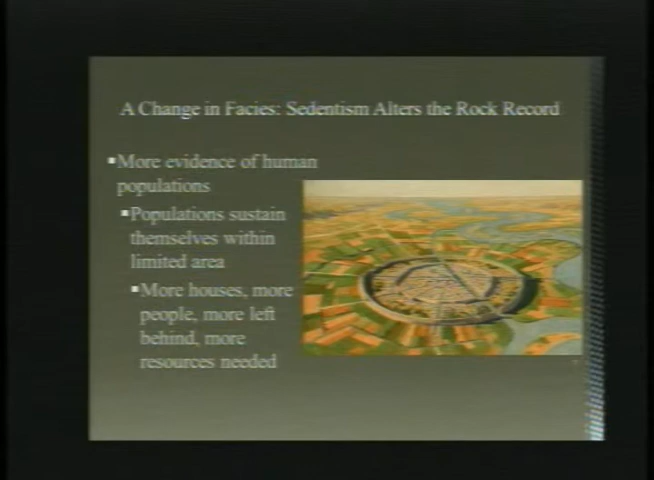 A Change in Facies: Sedentism Alters the Rock Record
▪More evidence of human
populations
▪Populations sustain
themselves within
limited area
▪More houses, more
people, more left
behind, more
resources needed